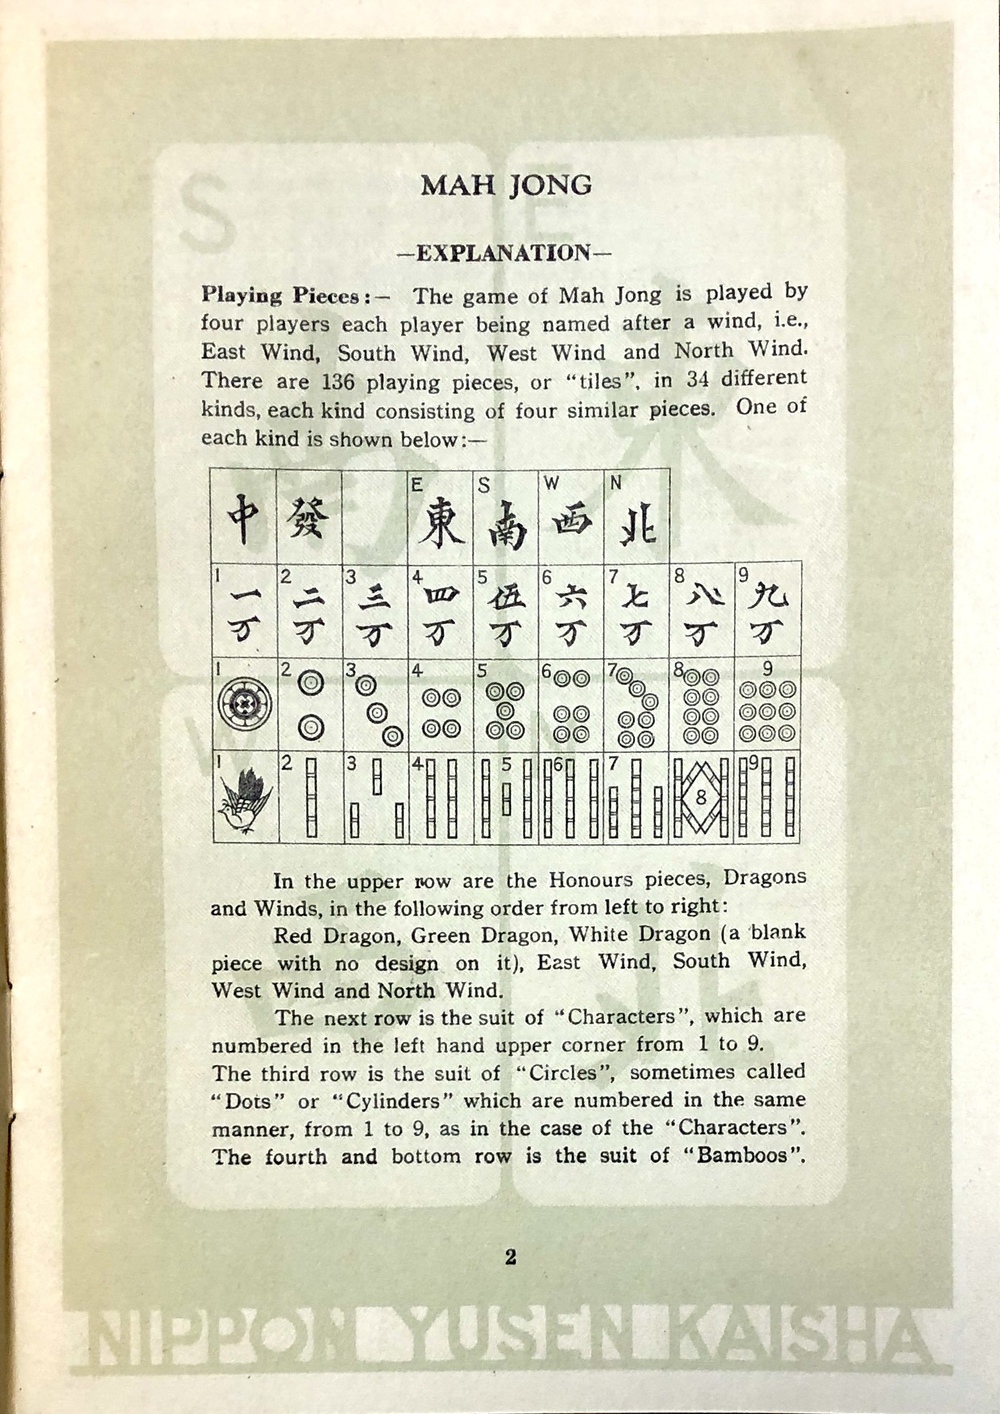 MAH JONG
—EXPLANATION—
Playing Pieces:— The game of Mah Jong is played by
four players each player being named after a wind, i.e.,
East Wind, South Wind, West Wind and North Wind.
There are 136 playing pieces, or “tiles”, in 34 different
kinds, each kind consisting of four similar pieces. One of
each kind is shown below:—
中 發 E 東 S 南 W 西 N 北
1 一万 2 二万 3 三万 4 四万 5 伍万 6 六万 7 七万 8 八万 9 九万
1 2 3 4 5 6 7 8 9
1 2 3 4 5 6 7 8 9
In the upper row are the Honours pieces, Dragons
and Winds, in the following order from left to right:
Red Dragon, Green Dragon, White Dragon (a blank
piece with no design on it), East Wind, South Wind,
West Wind and North Wind.
The next row is the suit of “Characters”, which are
numbered in the left hand upper corner from 1 to 9.
The third row is the suit of “Circles”, sometimes called
“Dots” or “Cylinders” which are numbered in the same
manner, from 1 to 9, as in the case of the “Characters”.
The fourth and bottom row is the suit of “Bamboos”.
2
NIPPON YUSEN KAISHA